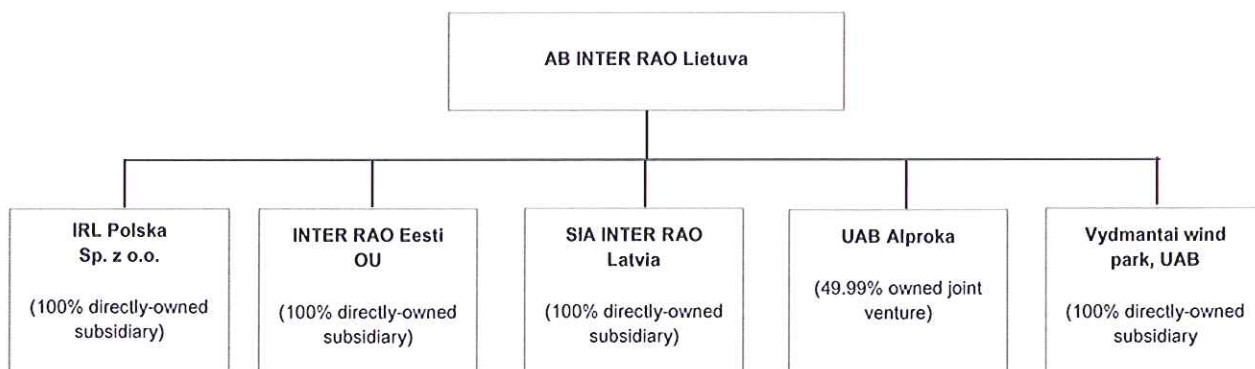 AB INTER RAO Lietuva
IRL Polska
Sp. z o.o.
(100% directly-owned
subsidiary)
INTER RAO Eesti
OU
(100% directly-owned
subsidiary)
SIA INTER RAO
Latvia
(100% directly-owned
subsidiary)
UAB Alproka
(49.99% owned joint
venture)
Vydmantai wind
park, UAB
(100% directly-owned
subsidiary